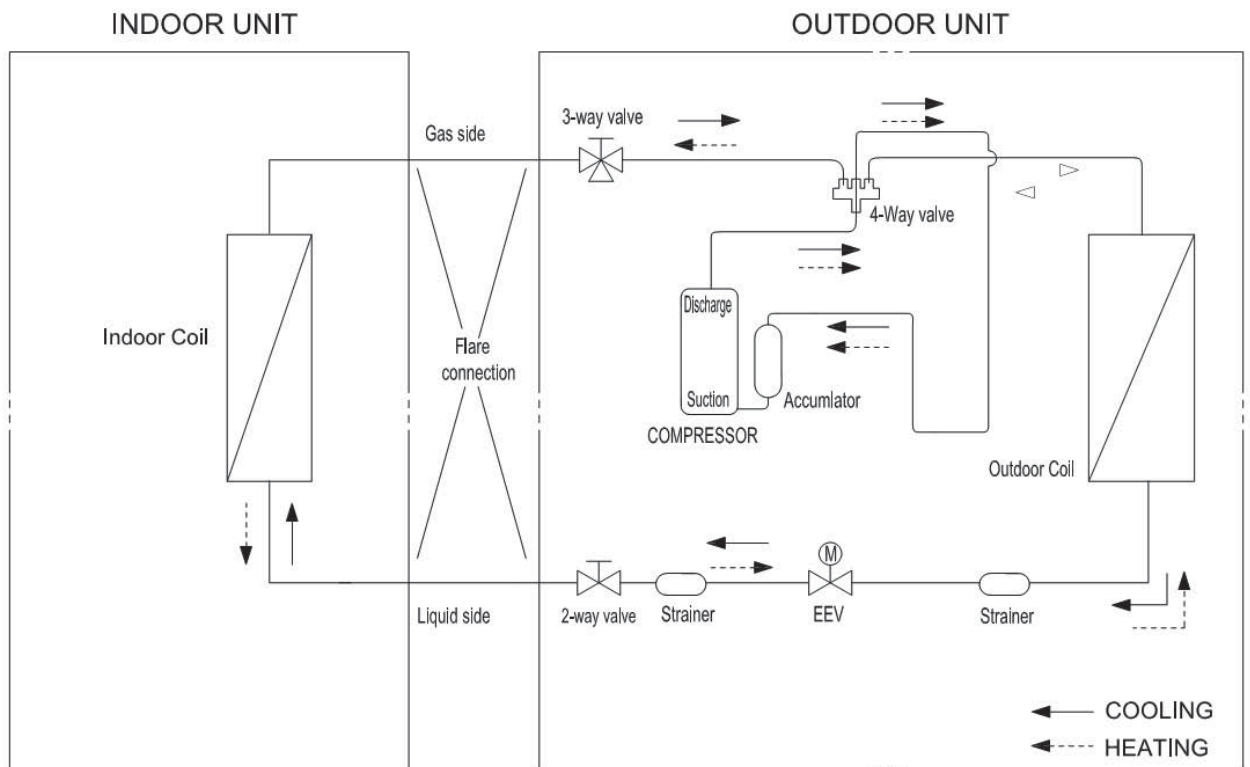 INDOOR UNIT
OUTDOOR UNIT
Gas side
3-way valve
4-Way valve
Discharge
Indoor Coil
Flare
connection
Suction
Accumlator
COMPRESSOR
Outdoor Coil
M
Liquid side
2-way valve
Strainer
EEV
Strainer
COOLING
HEATING